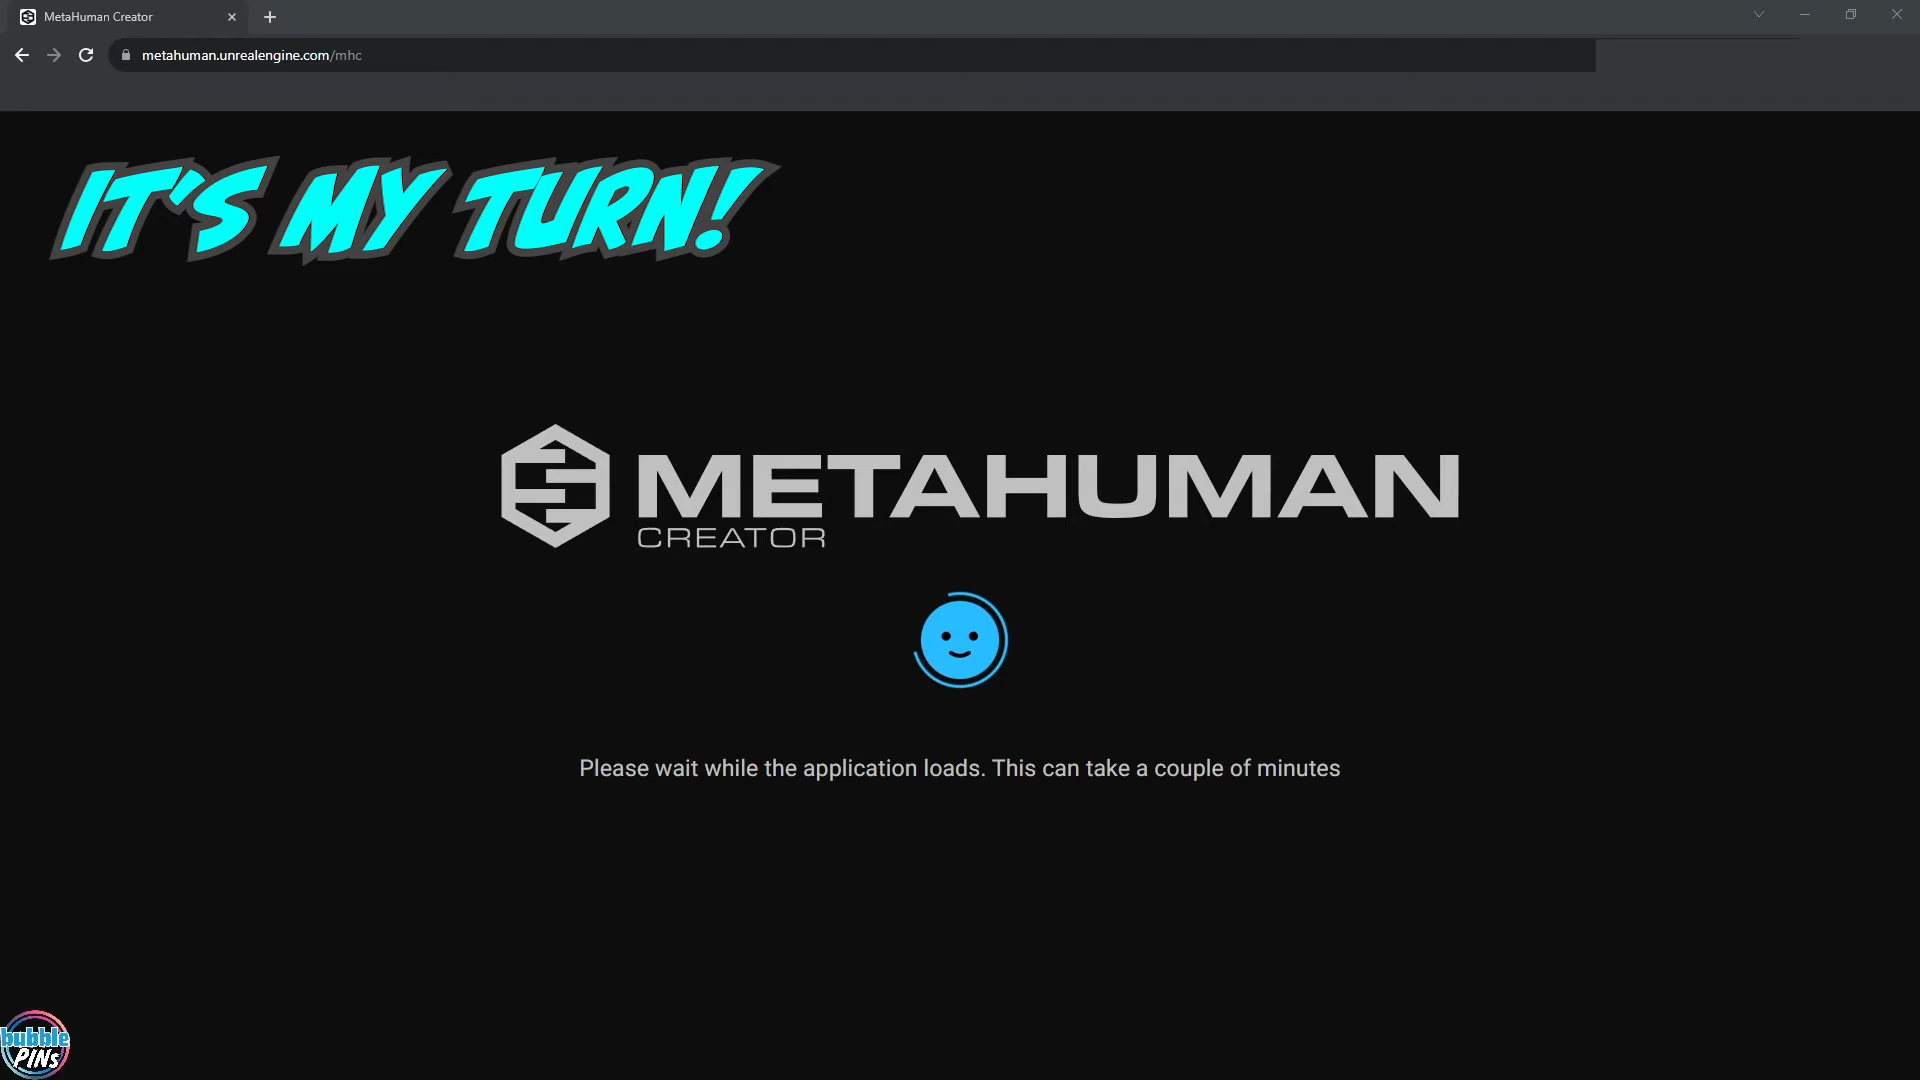 MetaHuman Creator
metahuman.unrealengine.com/mhc
IT'S MY TURN!
METAHUMAN
CREATOR
Please wait while the application loads. This can take a couple of minutes
bubble
PINs